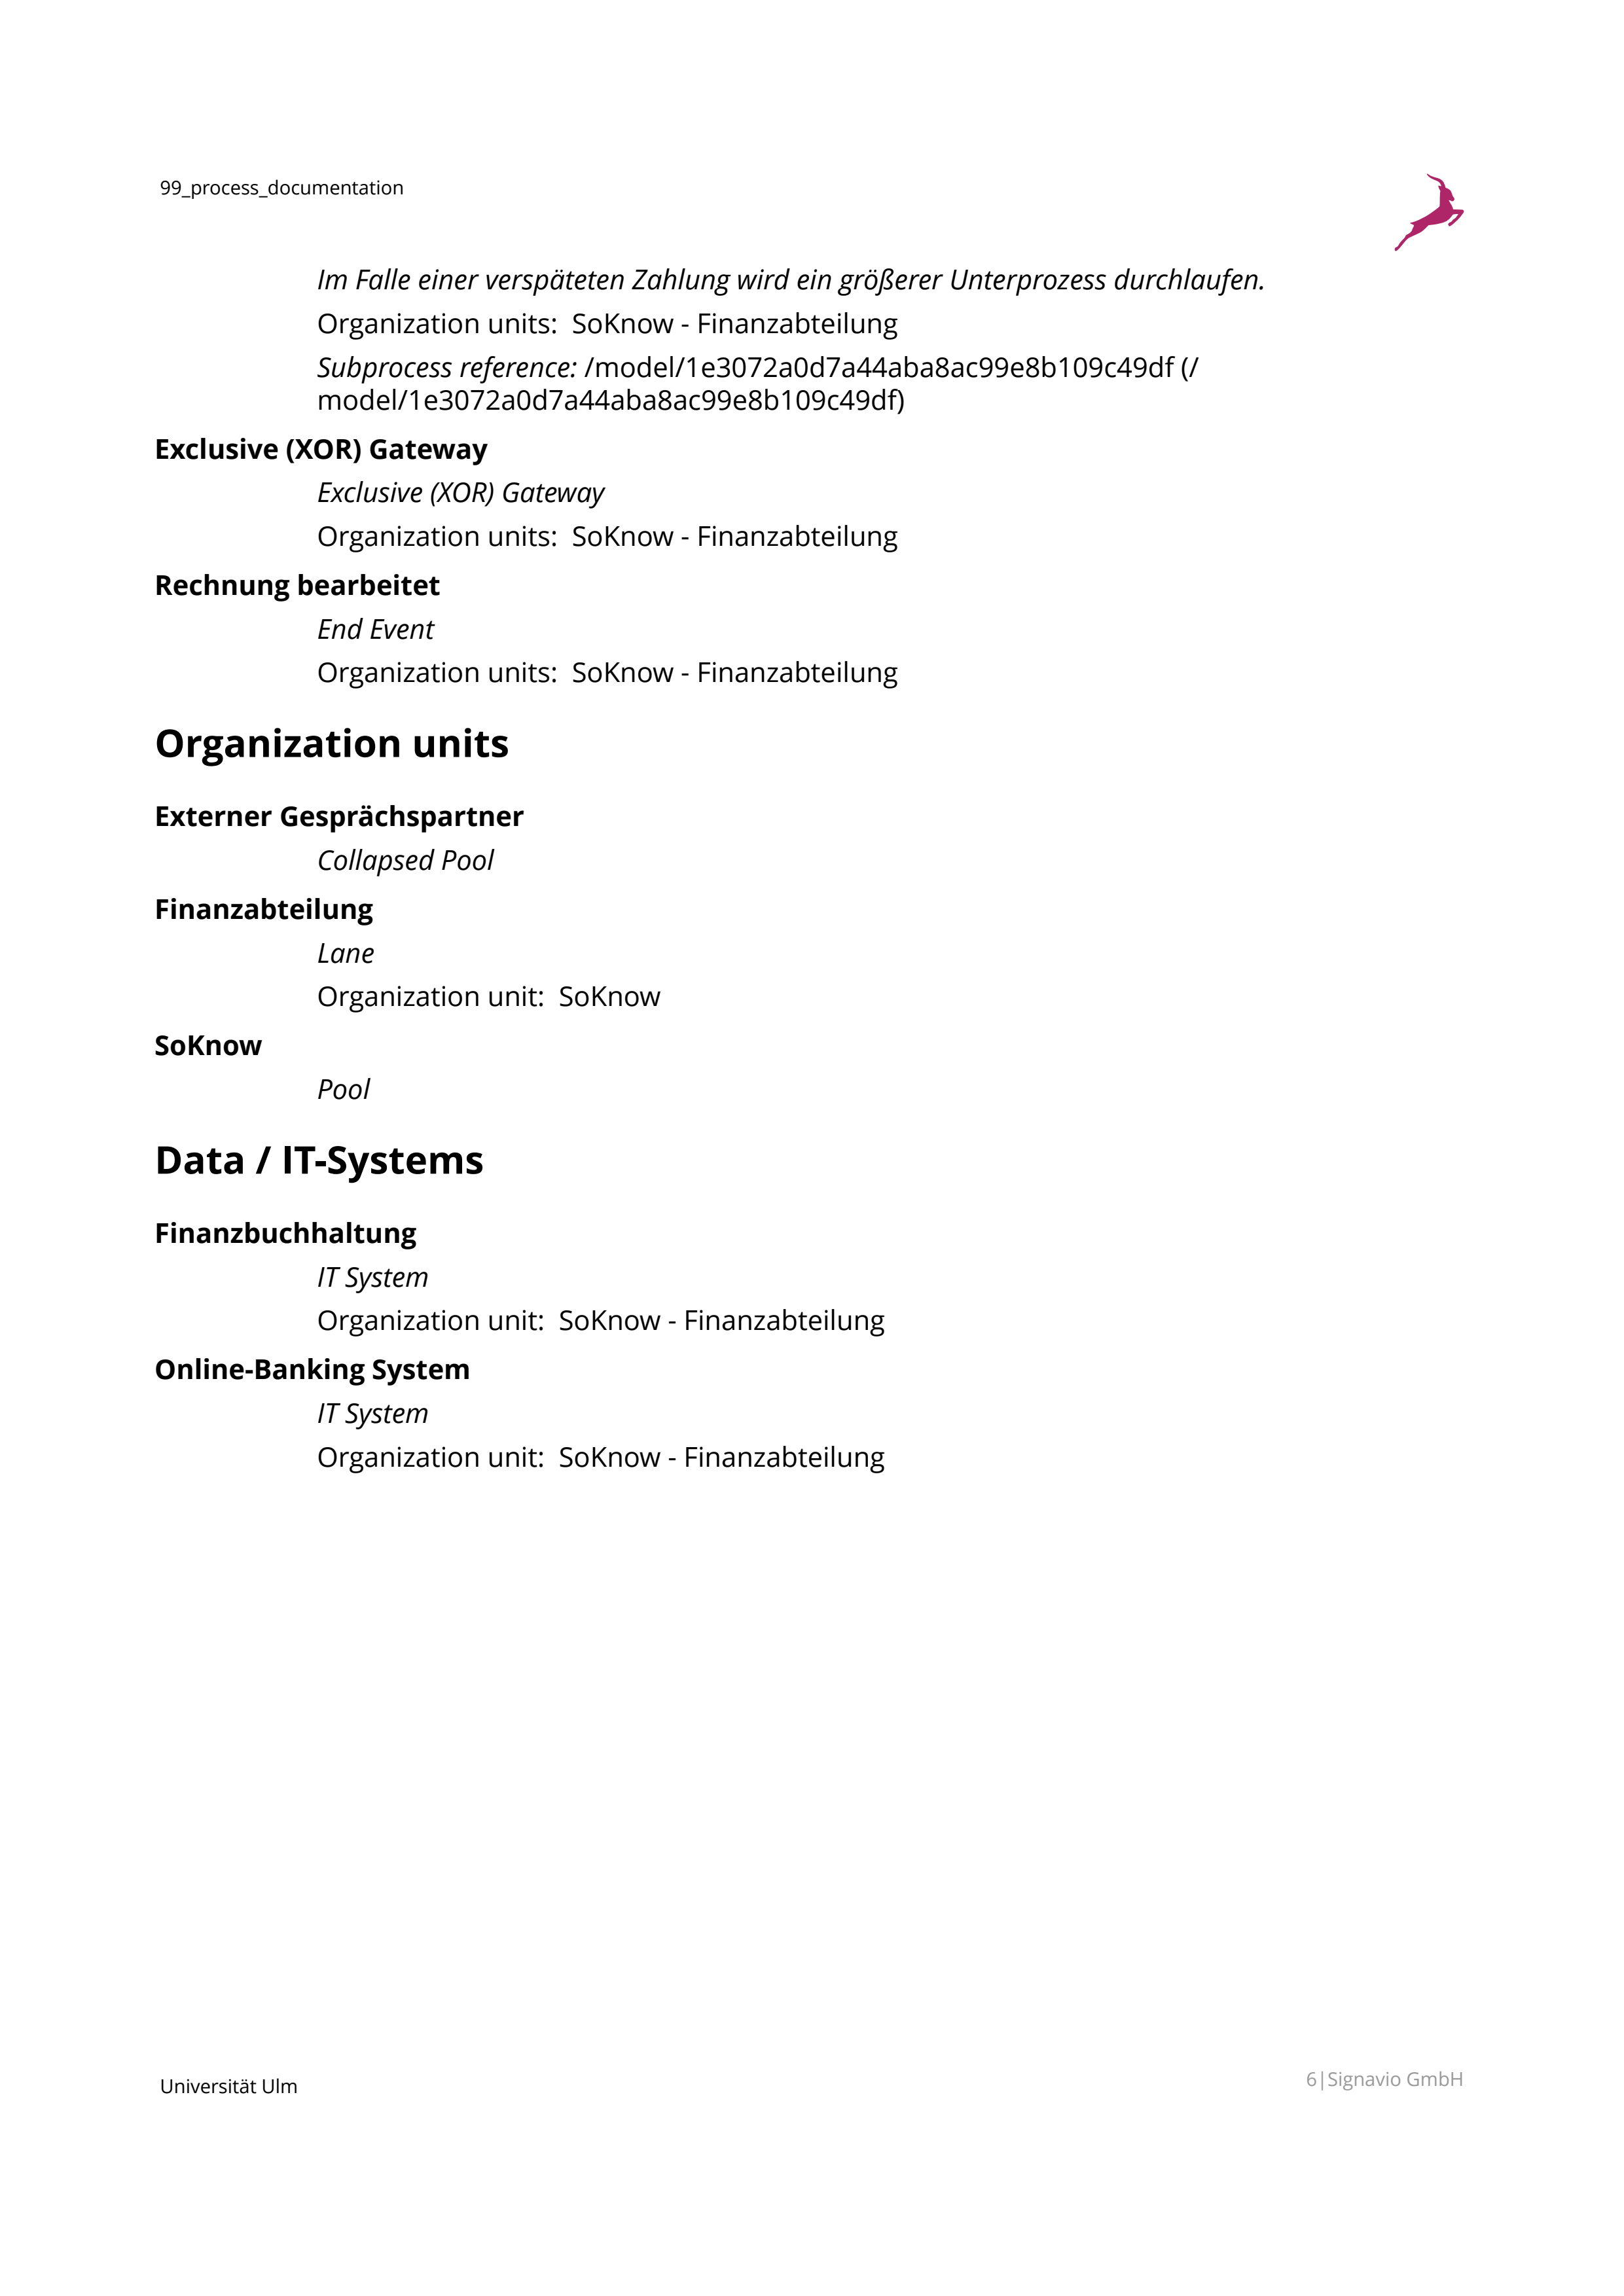 99_process_documentation
Im Falle einer verspäteten Zahlung wird ein größerer Unterprozess durchlaufen.
Organization units:  SoKnow - Finanzabteilung
Subprocess reference: /model/1e3072a0d7a44aba8ac99e8b109c49df (/
model/1e3072a0d7a44aba8ac99e8b109c49df)
Exclusive (XOR) Gateway
Exclusive (XOR) Gateway
Organization units:  SoKnow - Finanzabteilung
Rechnung bearbeitet
End Event
Organization units:  SoKnow - Finanzabteilung
Organization units
Externer Gesprächspartner
Collapsed Pool
Finanzabteilung
Lane
Organization unit:  SoKnow
SoKnow
Pool
Data / IT-Systems
Finanzbuchhaltung
IT System
Organization unit:  SoKnow - Finanzabteilung
Online-Banking System
IT System
Organization unit:  SoKnow - Finanzabteilung
Universität Ulm
6|Signavio GmbH